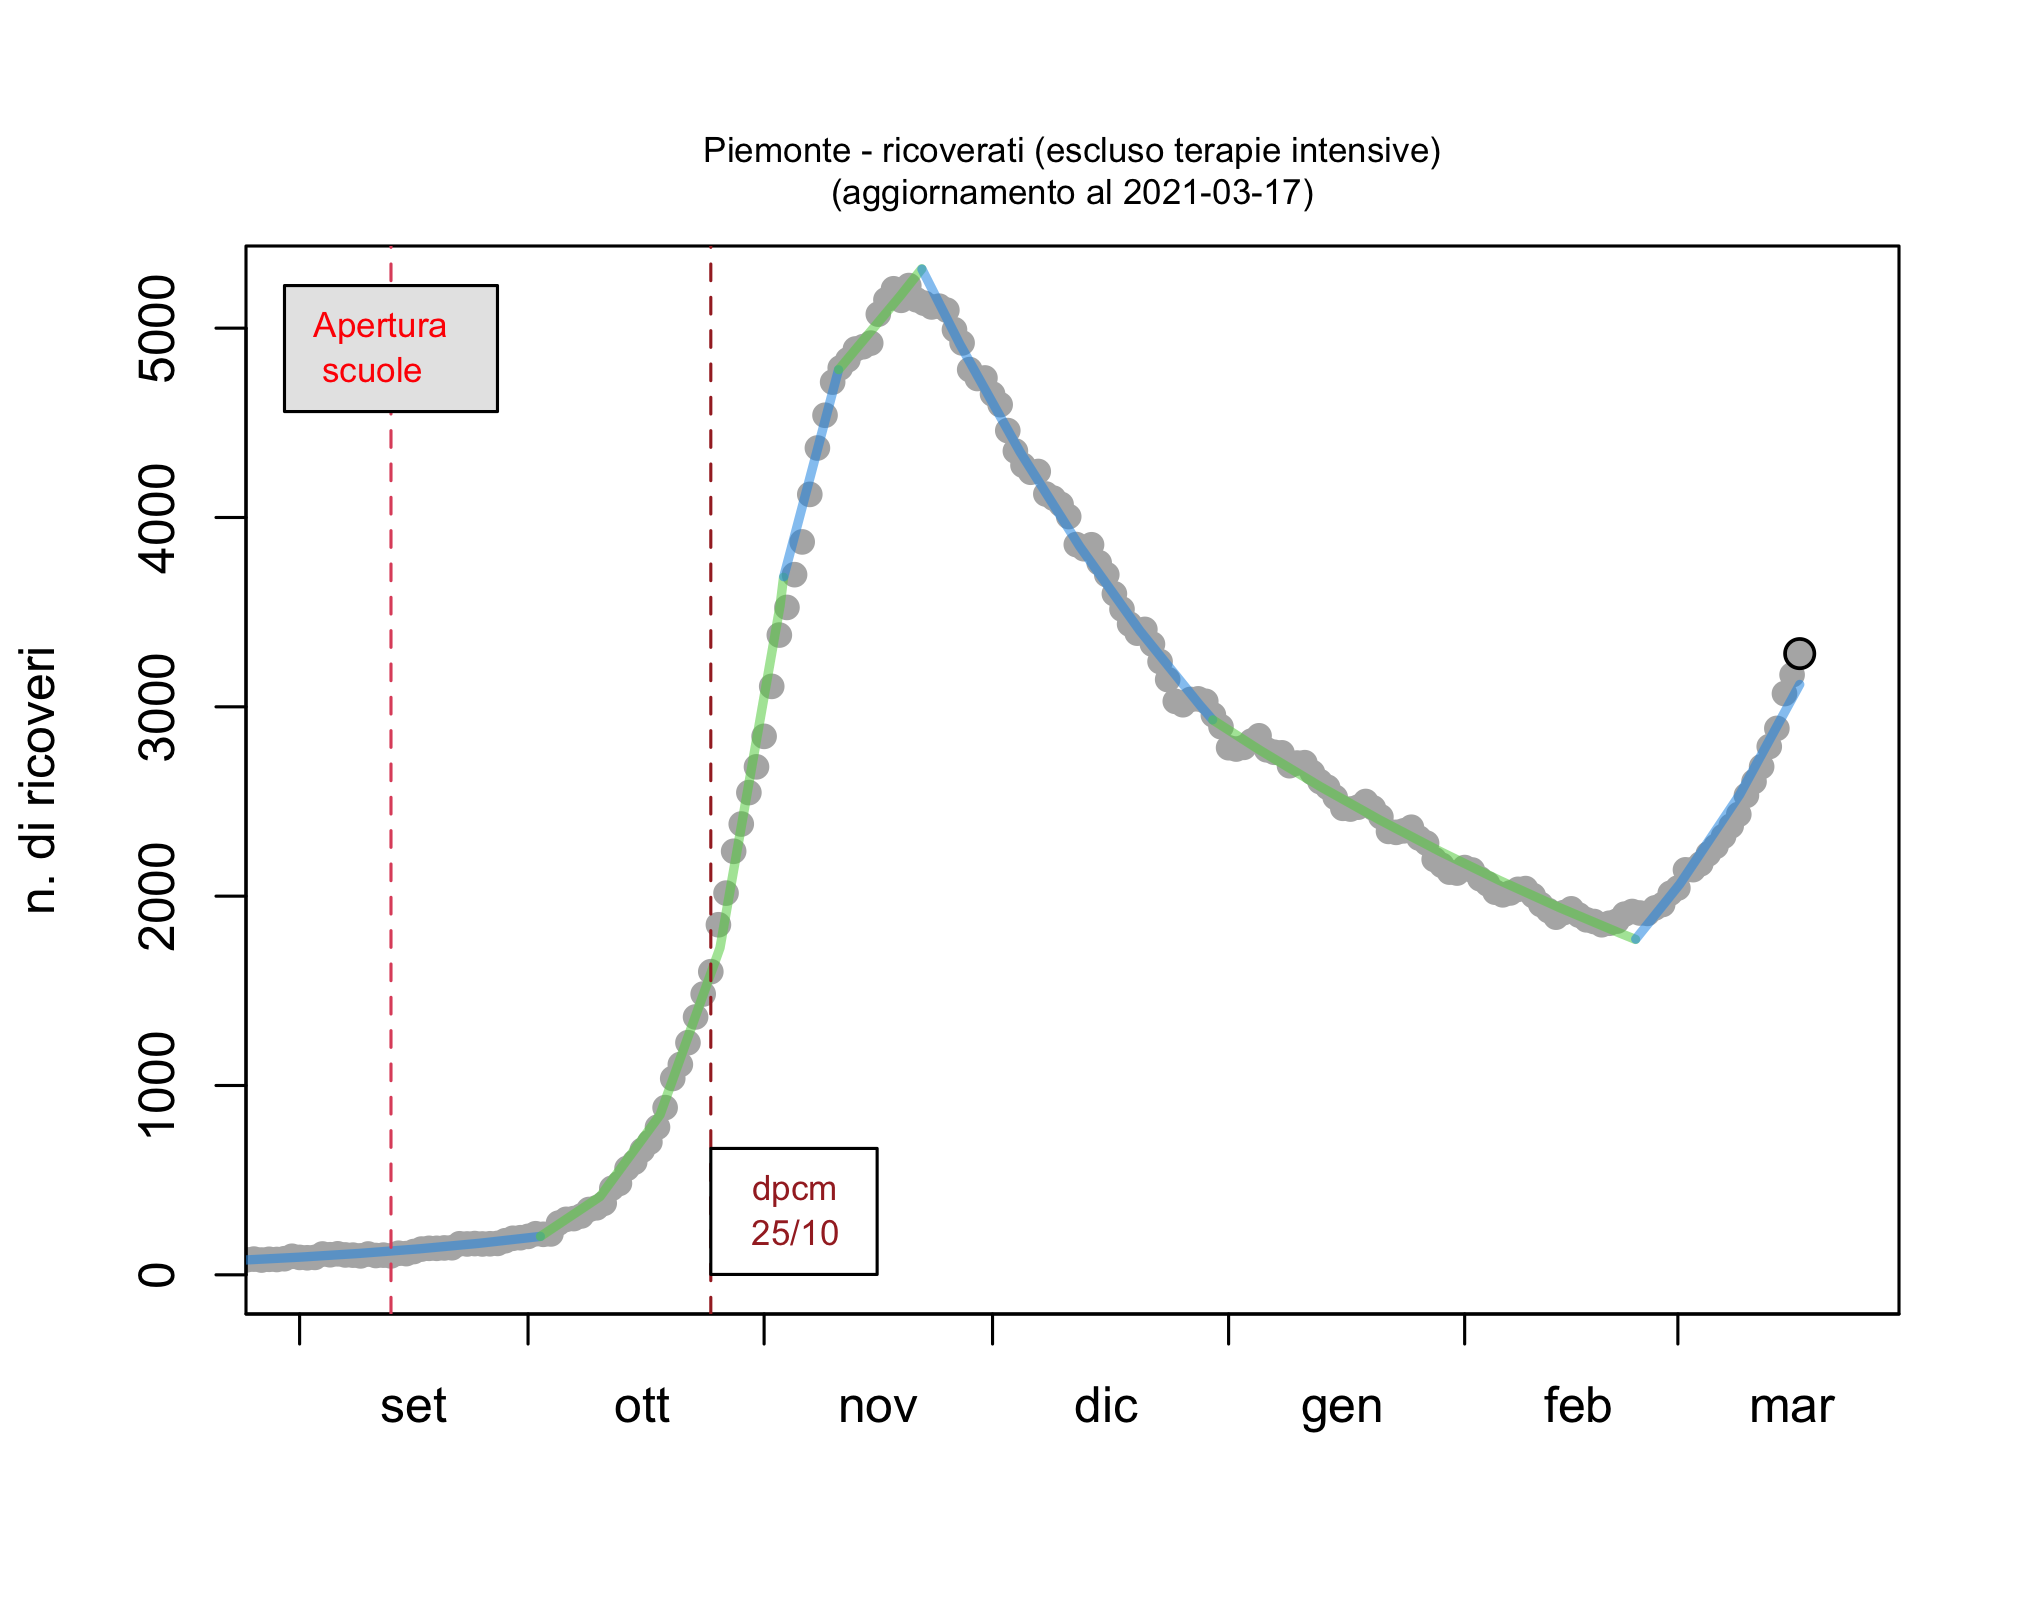 Piemonte - ricoverati (escluso terapie intensive)
(aggiornamento al 2021-03-17)
n. di ricoveri
5000
4000
3000
2000
1000
0
Apertura
scuole
dpcm
25/10
set
ott
nov
dic
gen
feb
mar